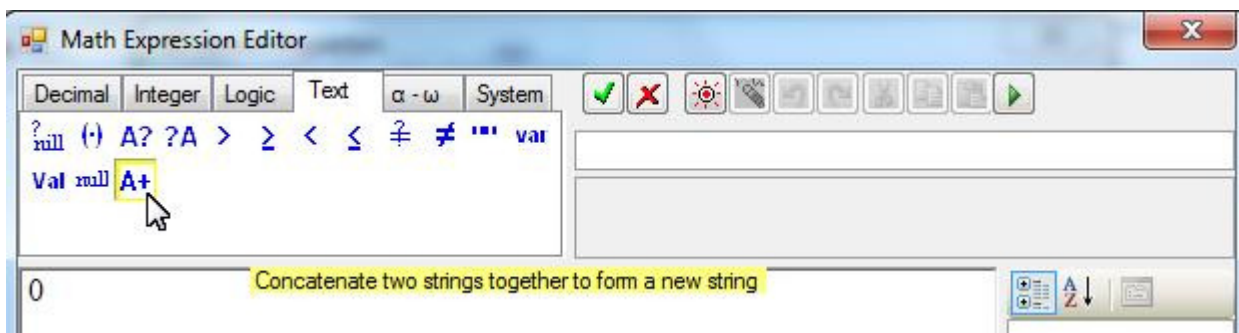 Math Expression Editor
Decimal Integer Logic Text α - ω System
? null (·) A? ?A > ≥ < ≤ ≠ "" var
Val null A+
Concatenate two strings together to form a new string
0
A Z